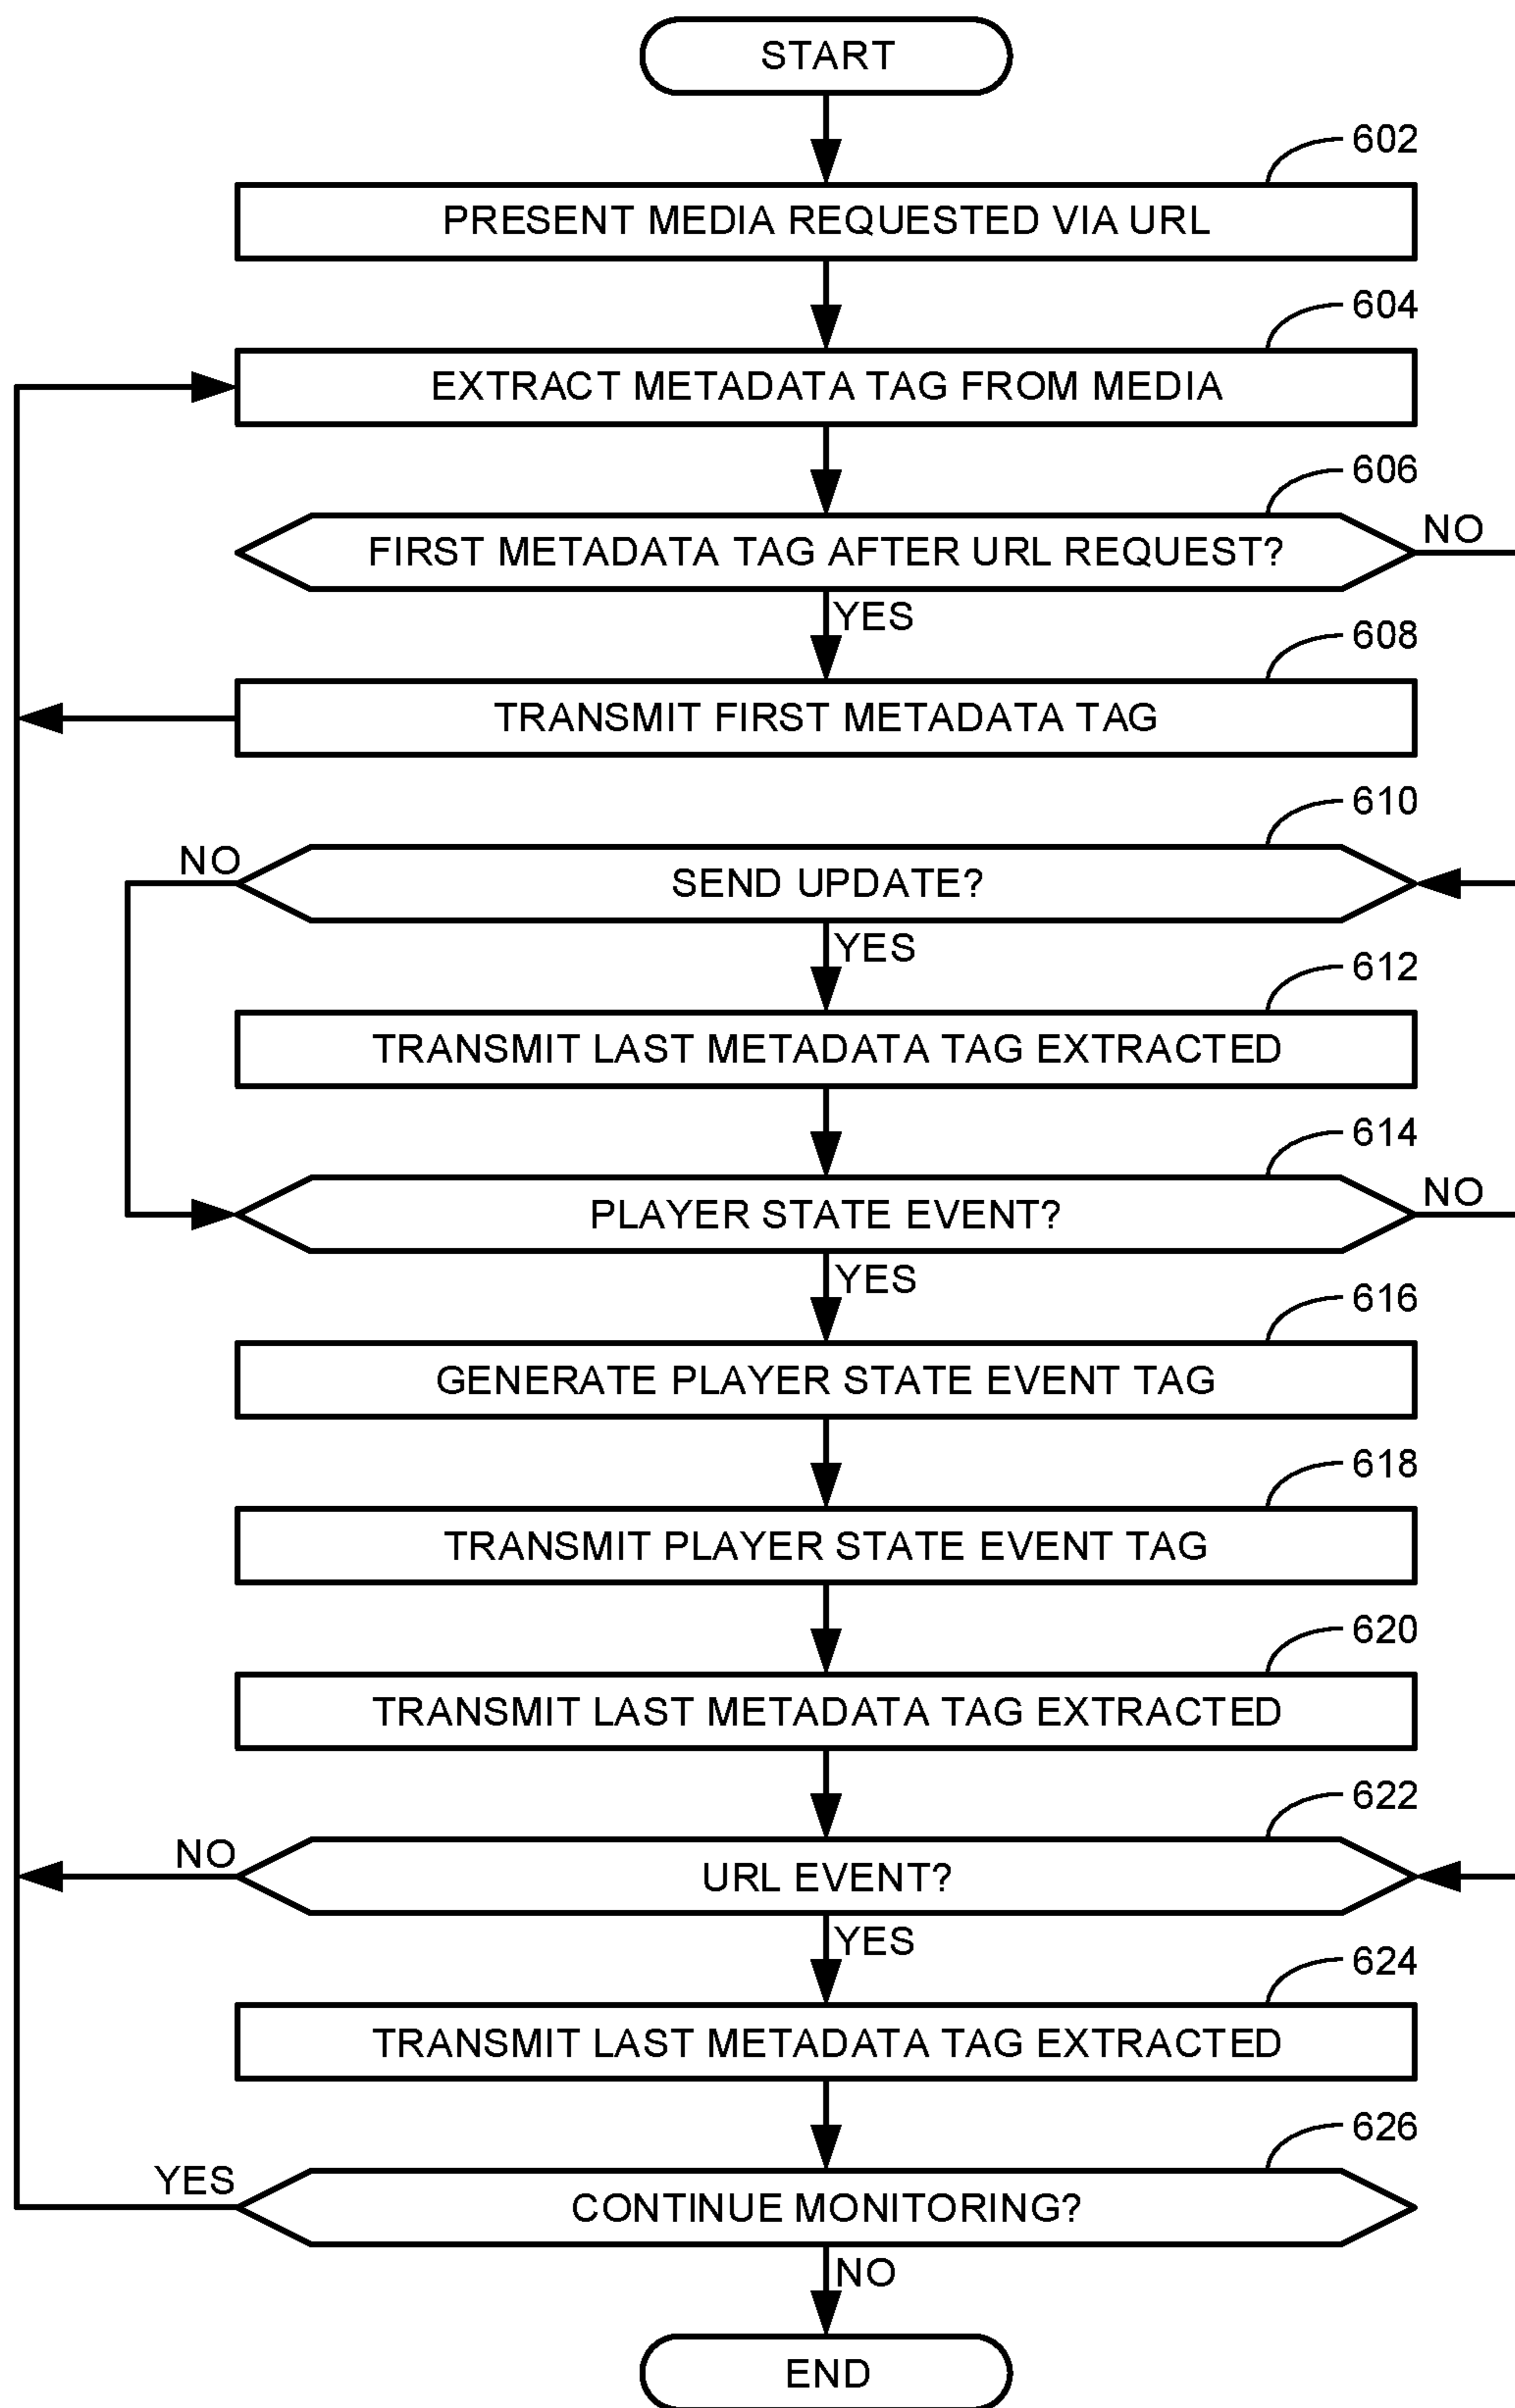 START
602
PRESENT MEDIA REQUESTED VIA URL
604
EXTRACT METADATA TAG FROM MEDIA
606
FIRST METADATA TAG AFTER URL REQUEST?
NO
YES
608
TRANSMIT FIRST METADATA TAG
610
NO
SEND UPDATE?
YES
612
TRANSMIT LAST METADATA TAG EXTRACTED
614
PLAYER STATE EVENT?
NO
YES
616
GENERATE PLAYER STATE EVENT TAG
618
TRANSMIT PLAYER STATE EVENT TAG
620
TRANSMIT LAST METADATA TAG EXTRACTED
622
NO
URL EVENT?
YES
624
TRANSMIT LAST METADATA TAG EXTRACTED
626
YES
CONTINUE MONITORING?
NO
END